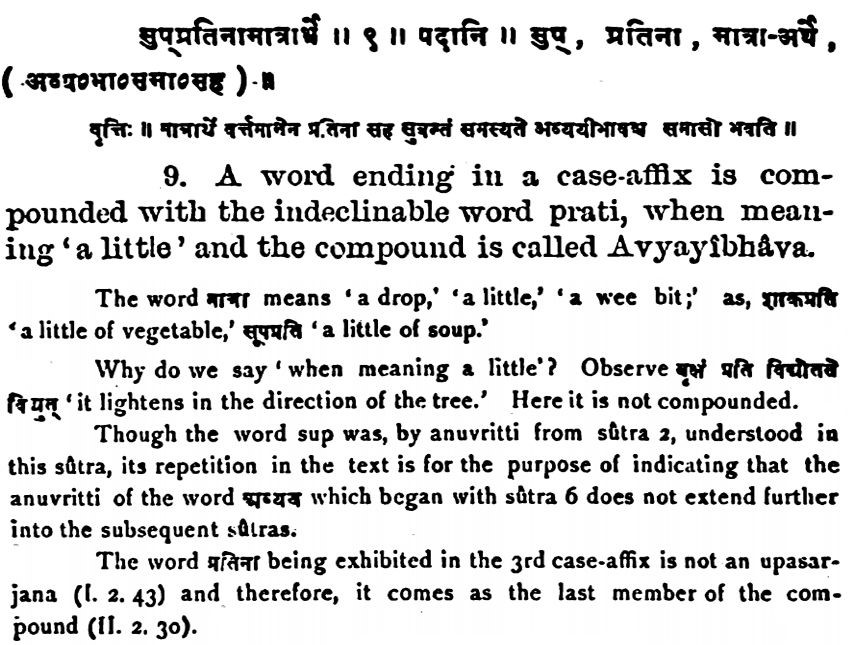 सुप्प्रतिनामात्रार्थे ॥ ९ ॥ पदानि ॥ सुप् , प्रतिना , मात्रा-अर्थे ,
( अव्य०भा०समा०सह ) ॥
वृत्तिः ॥ मात्रार्थे वर्त्तमानेन प्रतिना सह सुबन्तं समस्यते अव्ययीभावश्च समासो भवति ॥
9. A word ending in a case-affix is com-
pounded with the indeclinable word prati, when mean-
ing ‘a little’ and the compound is called Avyayîbhâva.
The word मात्रा means ‘a drop,’ ‘a little,’ ‘a wee bit;’ as, शाकप्रति
‘a little of vegetable,’ सूपप्रति ‘a little of soup.’
Why do we say ‘when meaning a little’? Observe वृक्षं प्रति विद्योतते
विद्युत् ‘it lightens in the direction of the tree.’ Here it is not compounded.
Though the word sup was, by anuvritti from sûtra 2, understood in
this sûtra, its repetition in the text is for the purpose of indicating that the
anuvritti of the word अव्यय which began with sûtra 6 does not extend further
into the subsequent sûtras.
The word प्रतिना being exhibited in the 3rd case-affix is not an upasar-
jana (I. 2. 43) and therefore, it comes as the last member of the com-
pound (II. 2. 30).